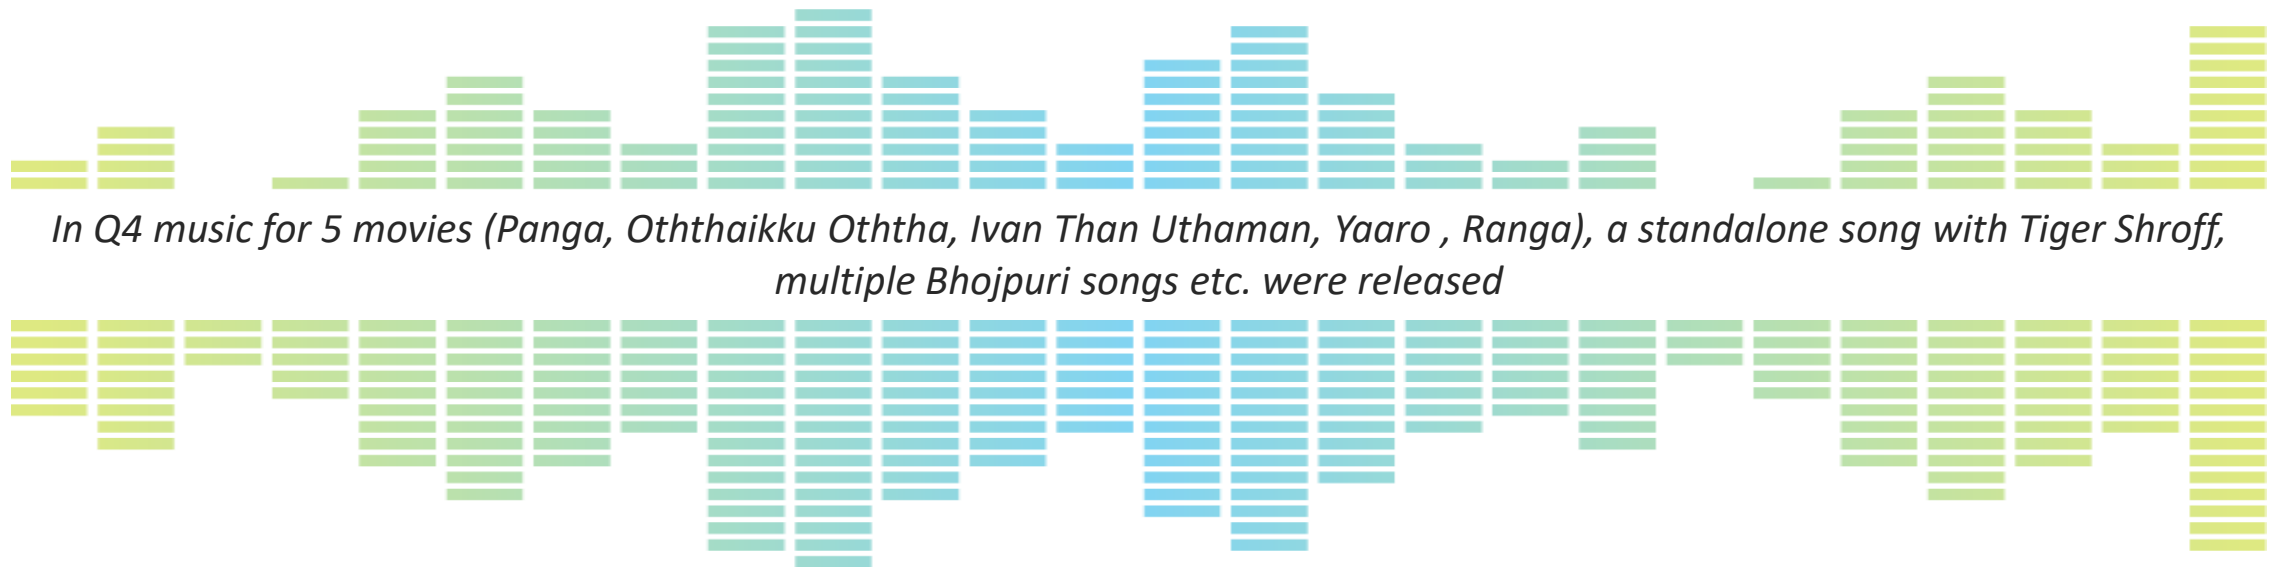 In Q4 music for 5 movies (Panga, Oththaikku Oththa, Ivan Than Uthaman, Yaaro , Ranga), a standalone song with Tiger Shroff,
multiple Bhojpuri songs etc. were released